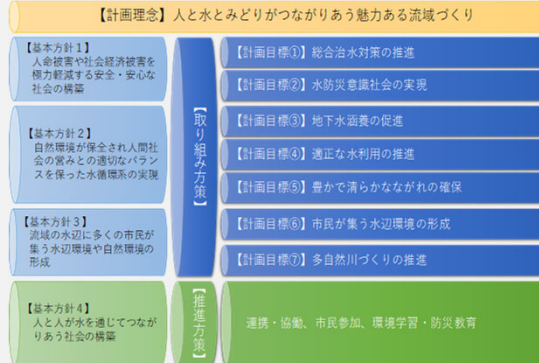 【計画理念】人と水とみどりがつながりあう魅力ある流域づくり
【基本方針１】
人命被害や社会経済被害を
極力軽減する安全・安心な
社会の構築
【基本方針２】
自然環境が保全され人間社
会の営みとの適切なバラン
スを保った水循環系の実現
【基本方針３】
流域の水辺に多くの市民が
集う水辺環境や自然環境の
形成
【基本方針４】
人と人が水を通じてつなが
りあう社会の構築
【取り組み方策】
【推進方策】
【計画目標①】総合治水対策の推進
【計画目標②】水防災意識社会の実現
【計画目標③】地下水涵養の促進
【計画目標④】適正な水利用の推進
【計画目標⑤】豊かで清らかなながれの確保
【計画目標⑥】市民が集う水辺環境の形成
【計画目標⑦】多自然川づくりの推進
連携・協働、市民参加、環境学習・防災教育